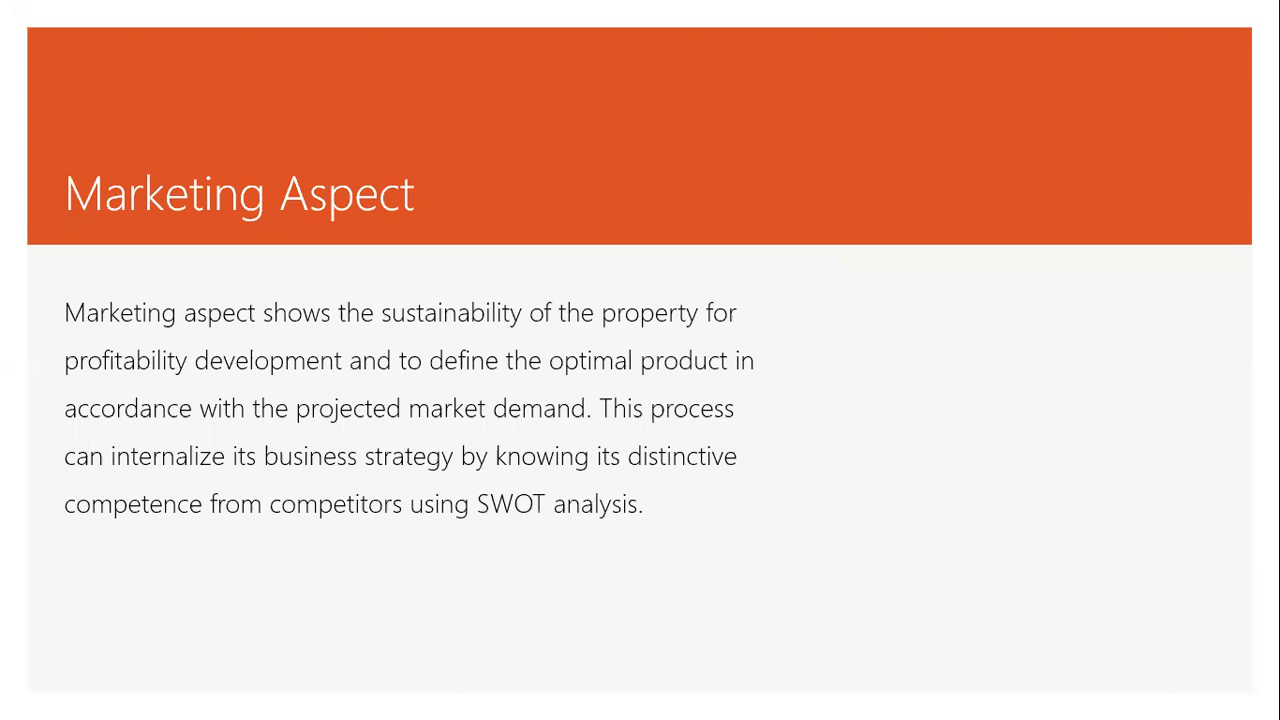 Marketing Aspect
Marketing aspect shows the sustainability of the property for
profitability development and to define the optimal product in
accordance with the projected market demand. This process
can internalize its business strategy by knowing its distinctive
competence from competitors using SWOT analysis.